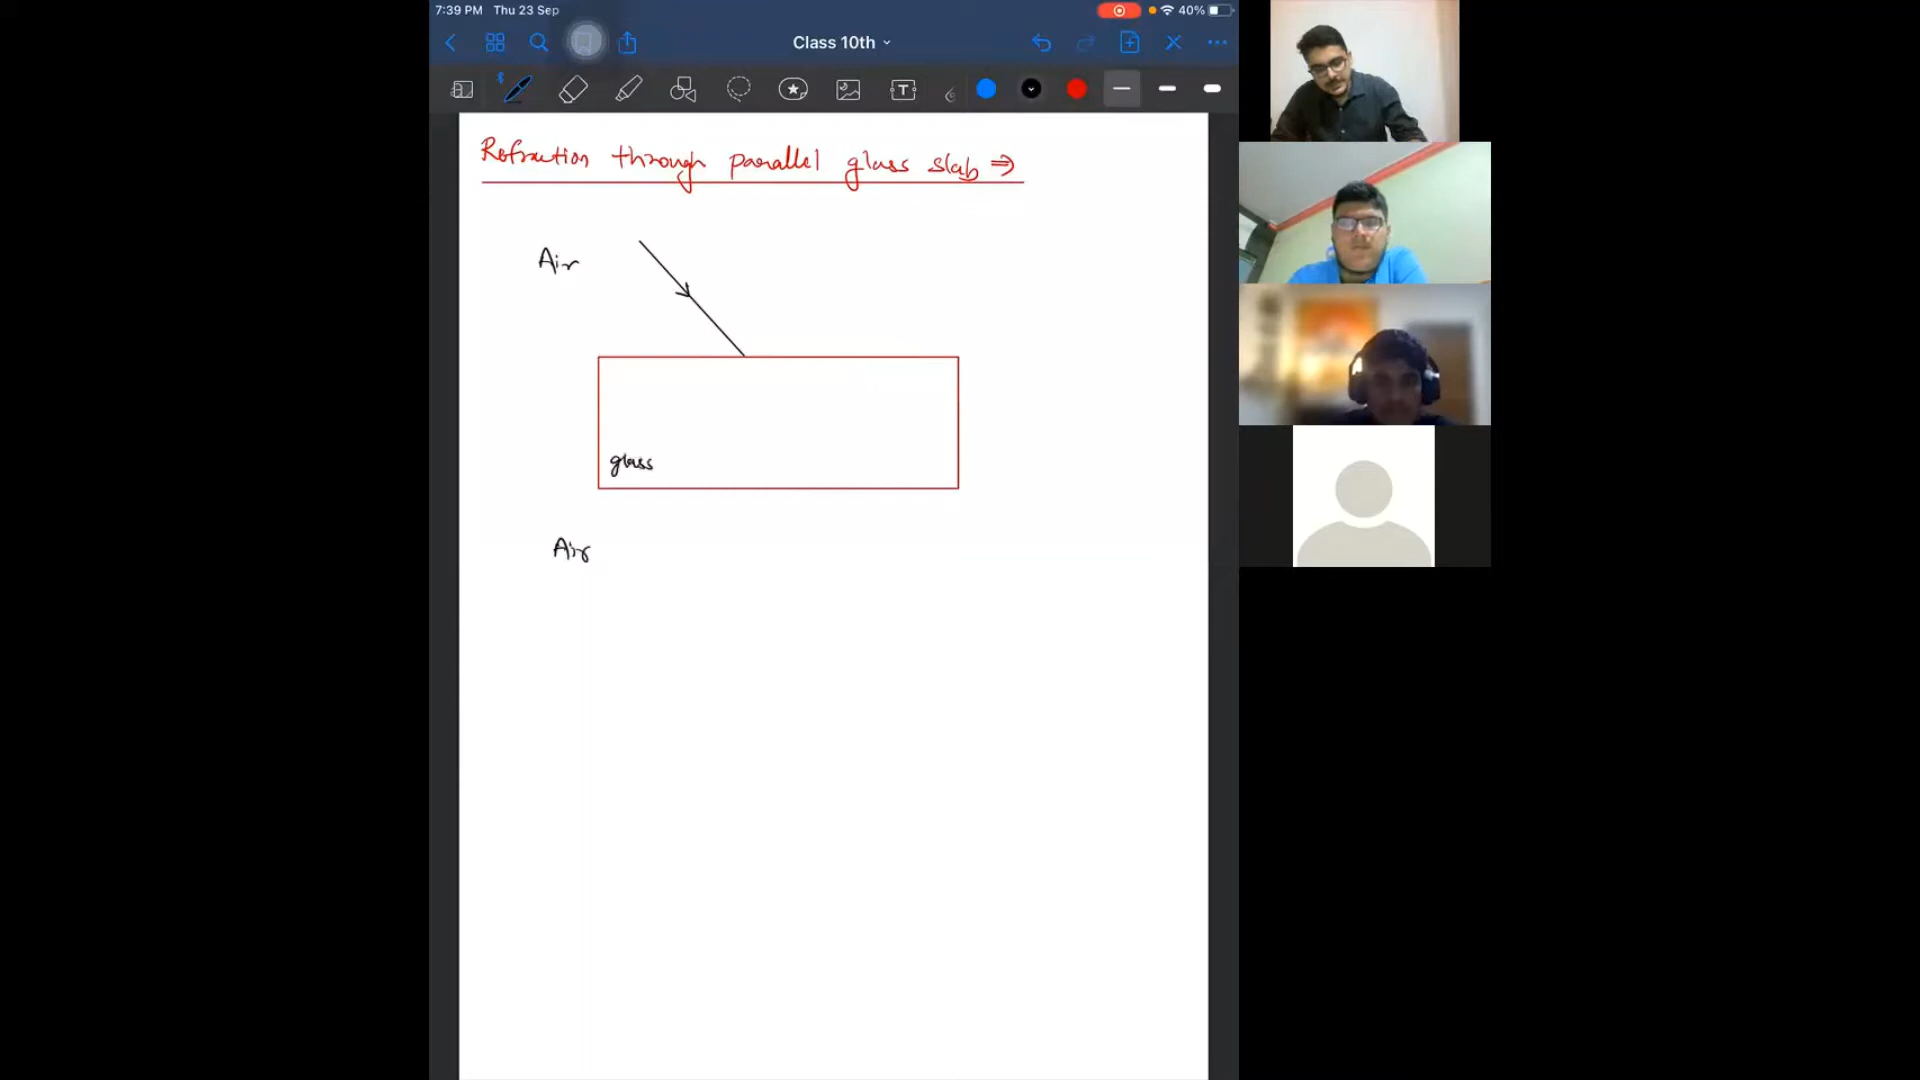 7:39 PM Thu 23 Sep
40%
Class 10th
T
Refraction through parallel glass slab ⇒
Air
glass
Air